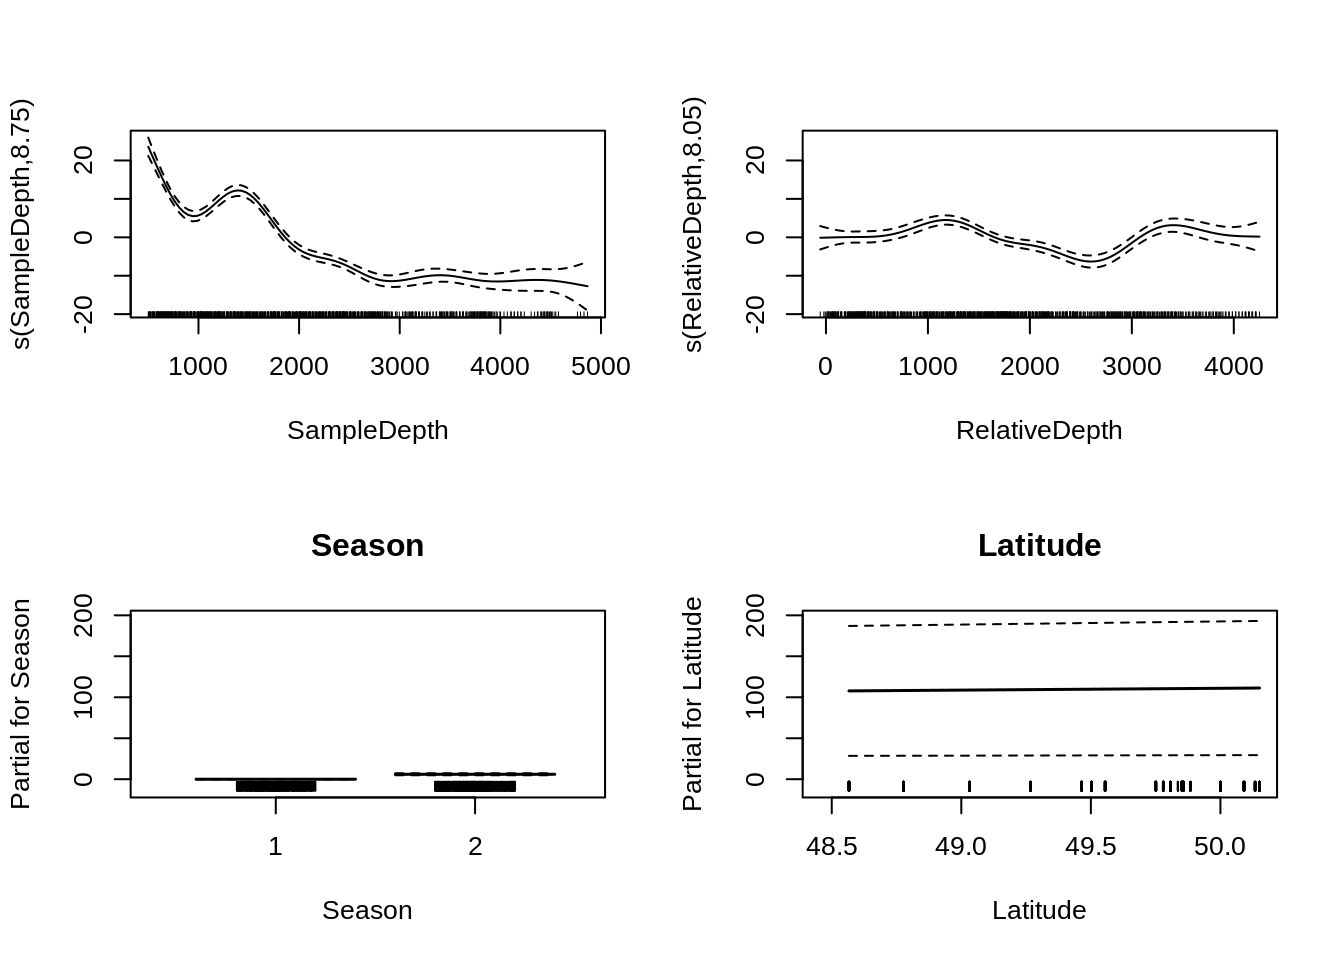 s(SampleDepth,8.75)
20
0
-20
1000 2000 3000 4000 5000
SampleDepth
s(RelativeDepth,8.05)
20
0
-20
0 1000 2000 3000 4000
RelativeDepth
Season
Partial for Season
200
100
0
1 2
Season
Latitude
Partial for Latitude
200
100
0
48.5 49.0 49.5 50.0
Latitude